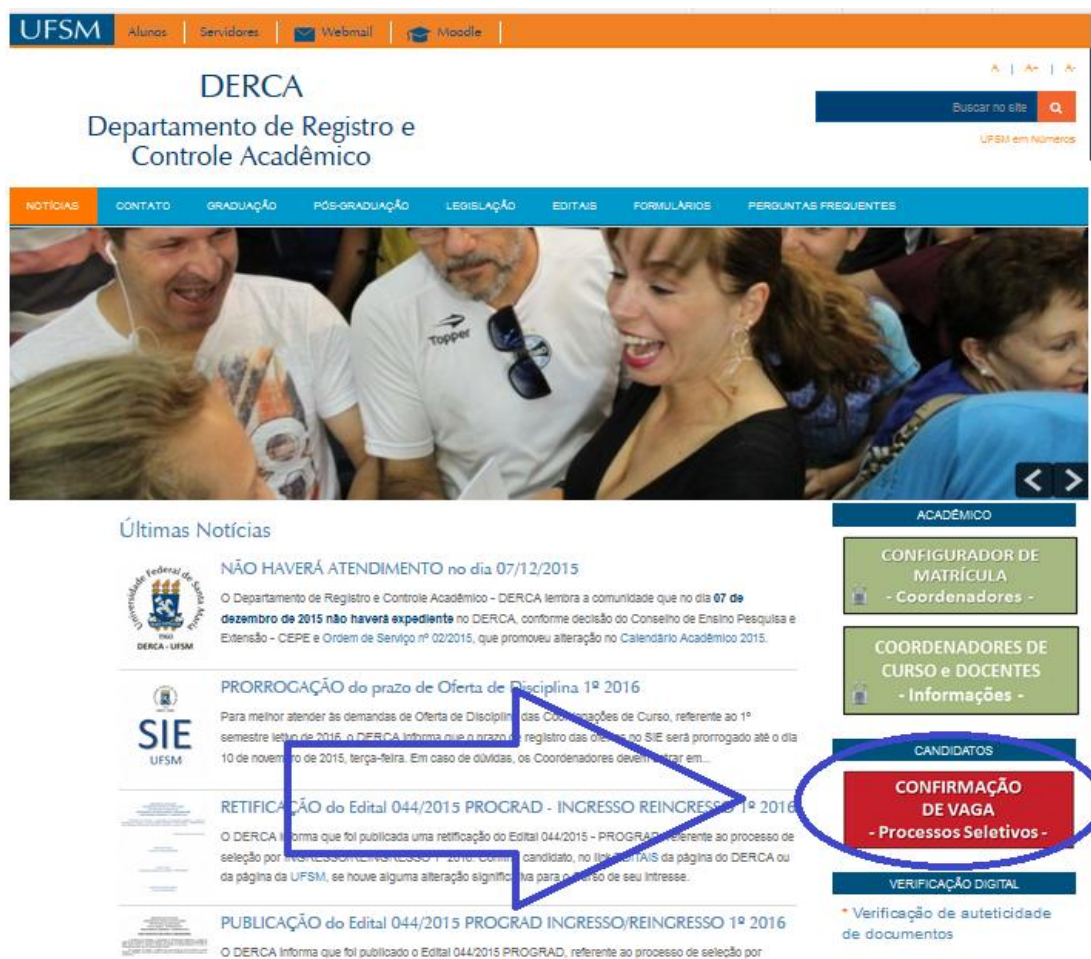 UFSM Alunos Servidores Webmail Moodle
A | A+ | A-
DERCA
Departamento de Registro e
Controle Acadêmico
Buscar no site
UFSM em Números
NOTÍCIAS CONTATO GRADUAÇÃO PÓS-GRADUAÇÃO LEGISLAÇÃO EDITAIS FORMULÁRIOS PERGUNTAS FREQUENTES
Topper
Últimas Notícias
Universidade Federal de Santa Maria
1960
DERCA - UFSM
NÃO HAVERÁ ATENDIMENTO no dia 07/12/2015
O Departamento de Registro e Controle Acadêmico - DERCA lembra a comunidade que no dia 07 de
dezembro de 2015 não haverá expediente no DERCA, conforme decisão do Conselho de Ensino Pesquisa e
Extensão - CEPE e Ordem de Serviço nº 02/2015, que promoveu alteração no Calendário Acadêmico 2015.
SIE
UFSM
PRORROGAÇÃO do prazo de Oferta de Disciplina 1º 2016
Para melhor atender às demandas de Oferta de Disciplina das Coordenações de Curso, referente ao 1º
semestre letivo de 2016, o DERCA informa que o prazo de registro das ofertas no SIE será prorrogado até o dia
10 de novembro de 2015, terça-feira. Em caso de dúvidas, os Coordenadores devem entrar em...
RETIFICAÇÃO do Edital 044/2015 PROGRAD - INGRESSO REINGRESSO 1º 2016
O DERCA informa que foi publicada uma retificação do Edital 044/2015 - PROGRAD, referente ao processo de
seleção por INGRESSO/REINGRESSO 1º 2016. Confira, candidato, no link EDITAIS da página do DERCA ou
da página da UFSM, se houve alguma alteração significativa para o Curso de seu intresse.
PUBLICAÇÃO do Edital 044/2015 PROGRAD INGRESSO/REINGRESSO 1º 2016
O DERCA informa que foi publicado o Edital 044/2015 PROGRAD, referente ao processo de seleção por
ACADÊMICO
CONFIGURADOR DE
MATRÍCULA
- Coordenadores -
COORDENADORES DE
CURSO e DOCENTES
- Informações -
CANDIDATOS
CONFIRMAÇÃO
DE VAGA
- Processos Seletivos -
VERIFICAÇÃO DIGITAL
* Verificação de auteticidade
de documentos